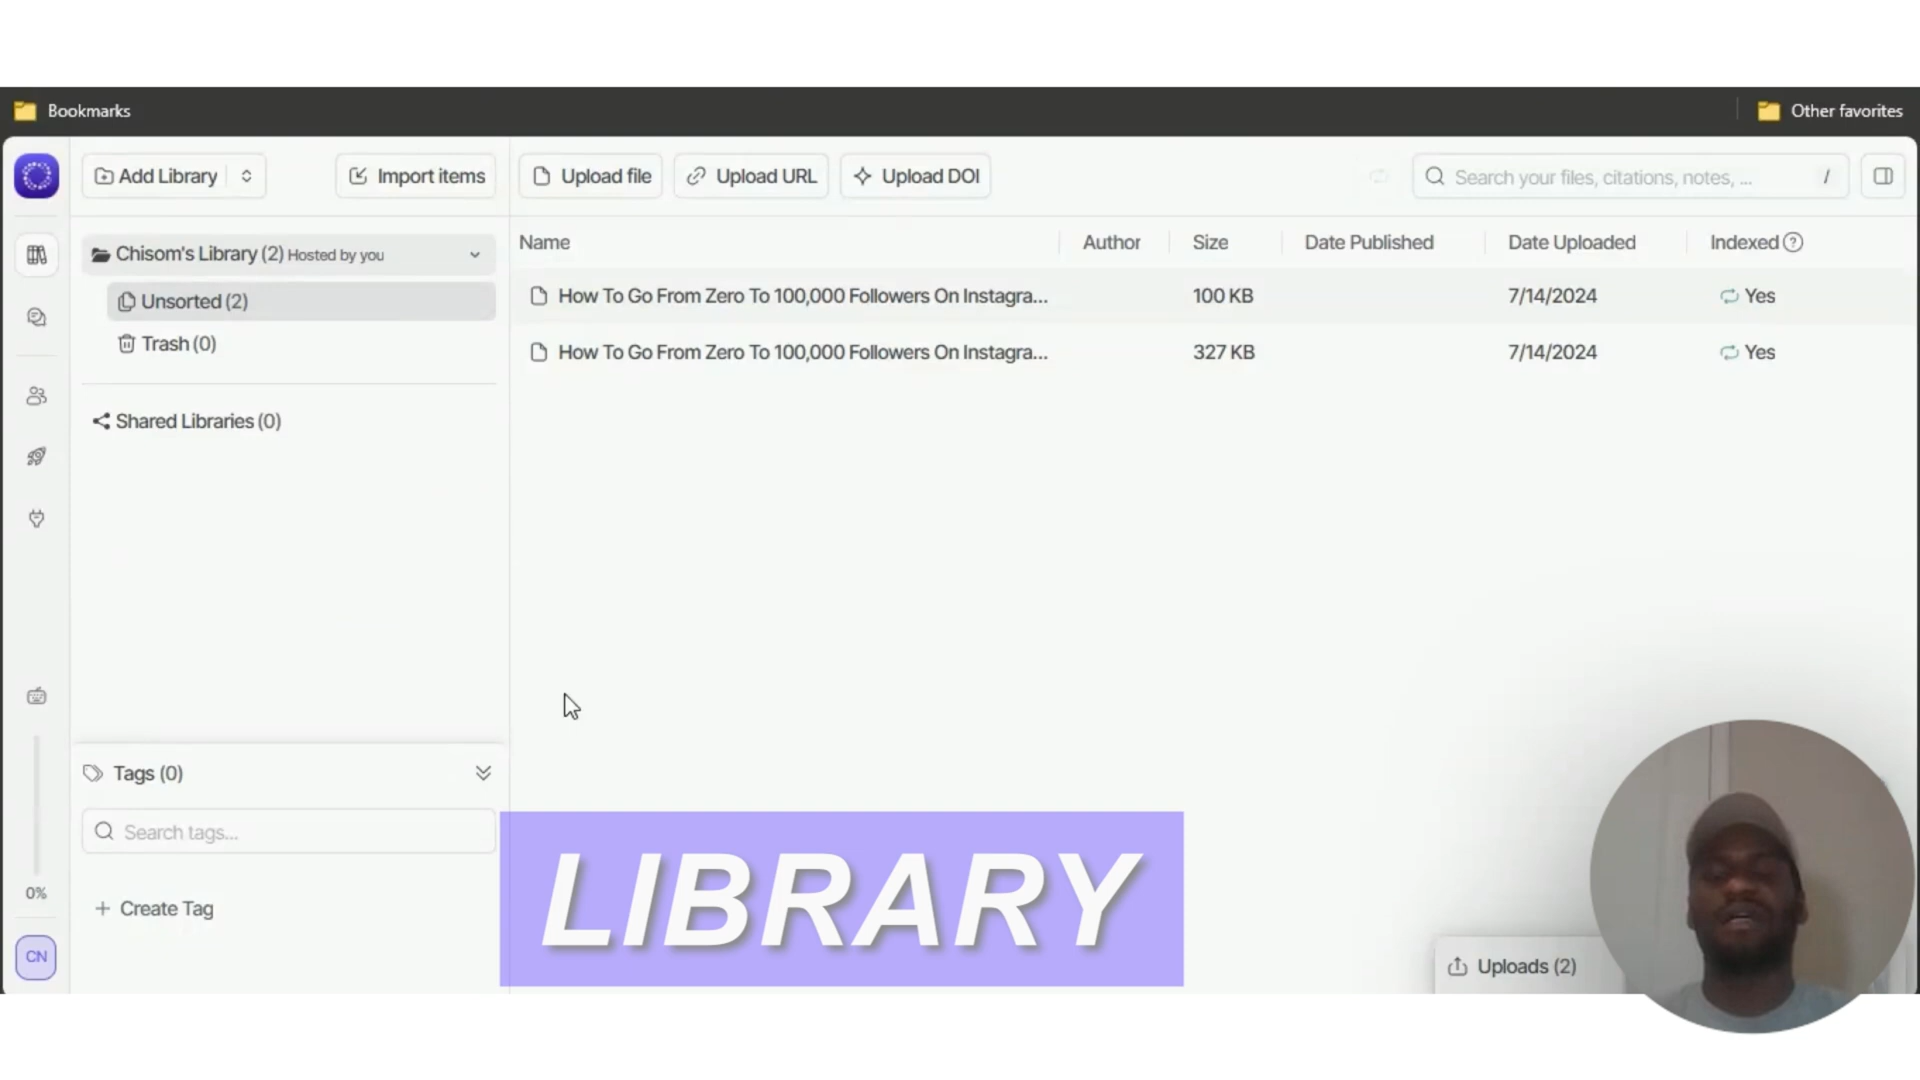 Bookmarks
Other favorites
Add Library
Import items
Upload file
Upload URL
Upload DOI
Search your files, citations, notes, ...
/
Chisom's Library (2) Hosted by you
Unsorted (2)
Trash (0)
Shared Libraries (0)
Name
Author
Size
Date Published
Date Uploaded
Indexed ?
How To Go From Zero To 100,000 Followers On Instagra...
100 KB
7/14/2024
Yes
How To Go From Zero To 100,000 Followers On Instagra...
327 KB
7/14/2024
Yes
Tags (0)
Search tags...
+ Create Tag
0%
CN
LIBRARY
Uploads (2)